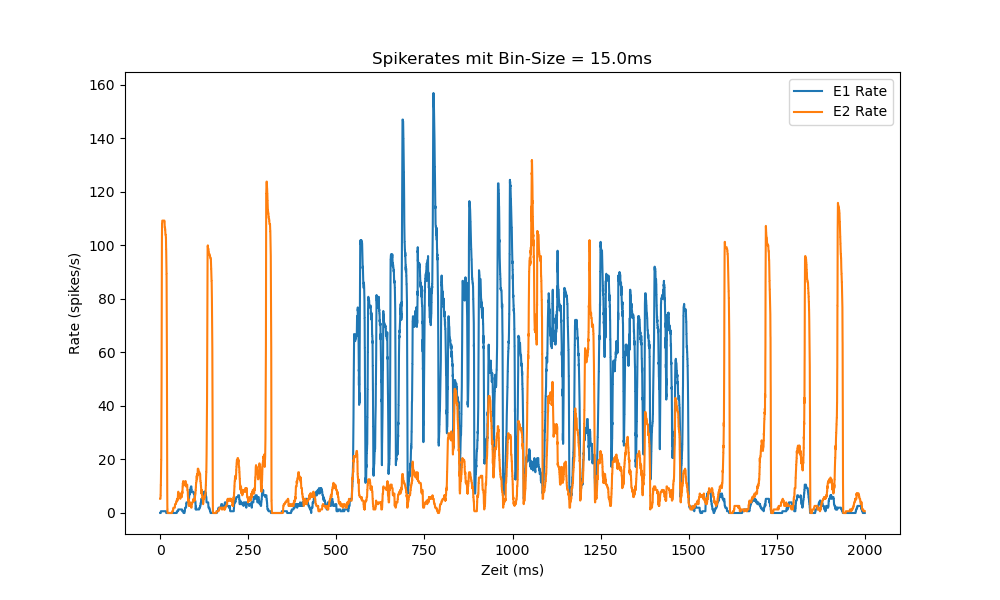 Spikerates mit Bin-Size = 15.0ms
E1 Rate
E2 Rate
Rate (spikes/s)
160
140
120
100
80
60
40
20
0
0 250 500 750 1000 1250 1500 1750 2000
Zeit (ms)